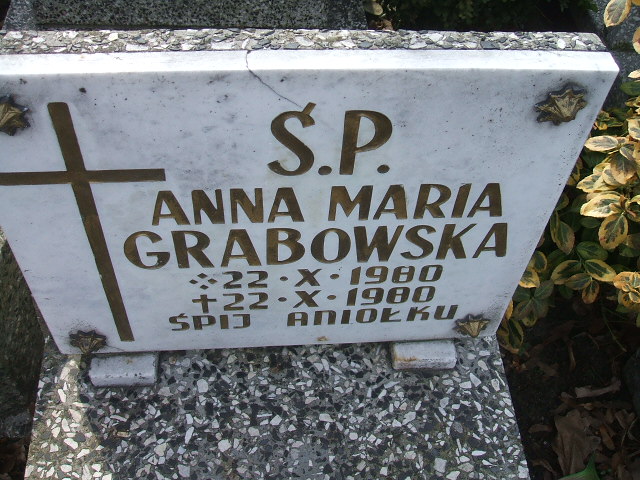 Ś.P.
ANNA MARIA
GRABOWSKA
22·X·1980
✝22·X·1980
ŚPIJ ANIOŁKU